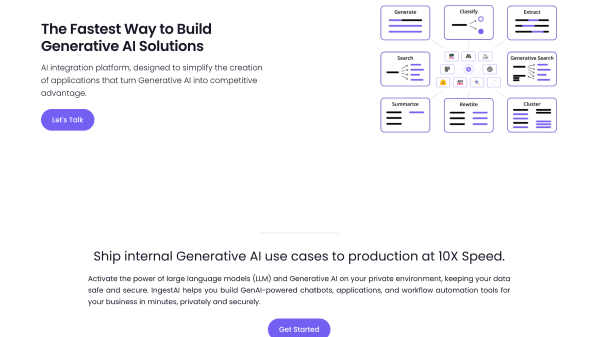 The Fastest Way to Build
Generative AI Solutions
AI integration platform, designed to simplify the creation
of applications that turn Generative AI into competitive
advantage.
Let's Talk
Generate
Classify
Extract
Search
Generative Search
Summarize
Rewtite
Cluster
Ship internal Generative AI use cases to production at 10X Speed.
Activate the power of large language models (LLM) and Generative AI on your private environment, keeping your data
safe and secure. IngestAI helps you build GenAI-powered chatbots, applications, and workflow automation tools for
your business in minutes, privately and securely.
Get Started